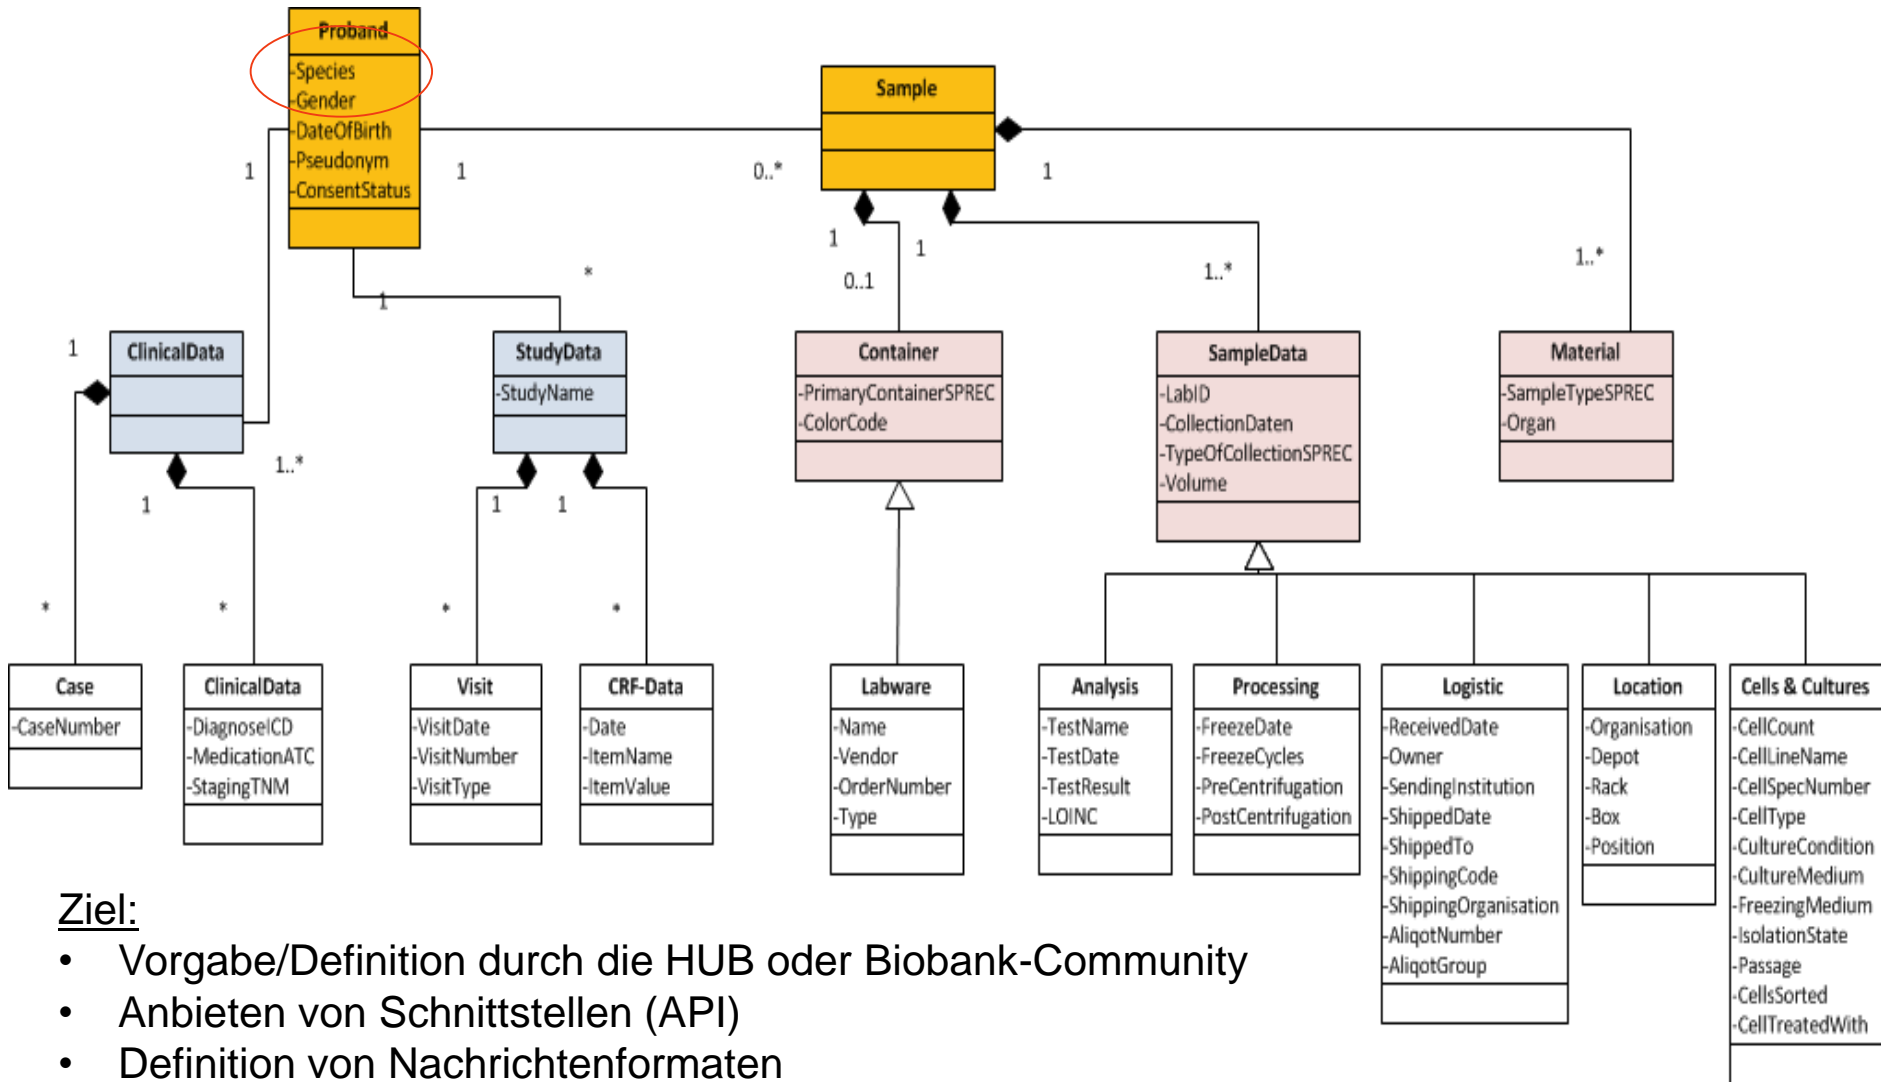 Proband
-Species
-Gender
-DateOfBirth
-Pseudonym
-ConsentStatus
Sample
1
1
0..*
1
1
*
1
1
0..1
1..*
1..*
1
ClinicalData
StudyData
-StudyName
Container
-PrimaryContainerSPREC
-ColorCode
SampleData
-LabID
-CollectionDaten
-TypeOfCollectionSPREC
-Volume
Material
-SampleTypeSPREC
-Organ
1..*
1
1
1
*
*
*
*
Case
-CaseNumber
ClinicalData
-DiagnoseICD
-MedicationATC
-StagingTNM
Visit
-VisitDate
-VisitNumber
-VisitType
CRF-Data
-Date
-ItemName
-ItemValue
Labware
-Name
-Vendor
-OrderNumber
-Type
Analysis
-TestName
-TestDate
-TestResult
-LOINC
Processing
-FreezeDate
-FreezeCycles
-PreCentrifugation
-PostCentrifugation
Logistic
-ReceivedDate
-Owner
-SendingInstitution
-ShippedDate
-ShippedTo
-ShippingCode
-ShippingOrganisation
-AliqotNumber
-AliqotGroup
Location
-Organisation
-Depot
-Rack
-Box
-Position
Cells & Cultures
-CellCount
-CellLineName
-CellSpecNumber
-CellType
-CultureCondition
-CultureMedium
-FreezingMedium
-IsolationState
-Passage
-CellsSorted
-CellTreatedWith
Ziel:
• Vorgabe/Definition durch die HUB oder Biobank-Community
• Anbieten von Schnittstellen (API)
• Definition von Nachrichtenformaten